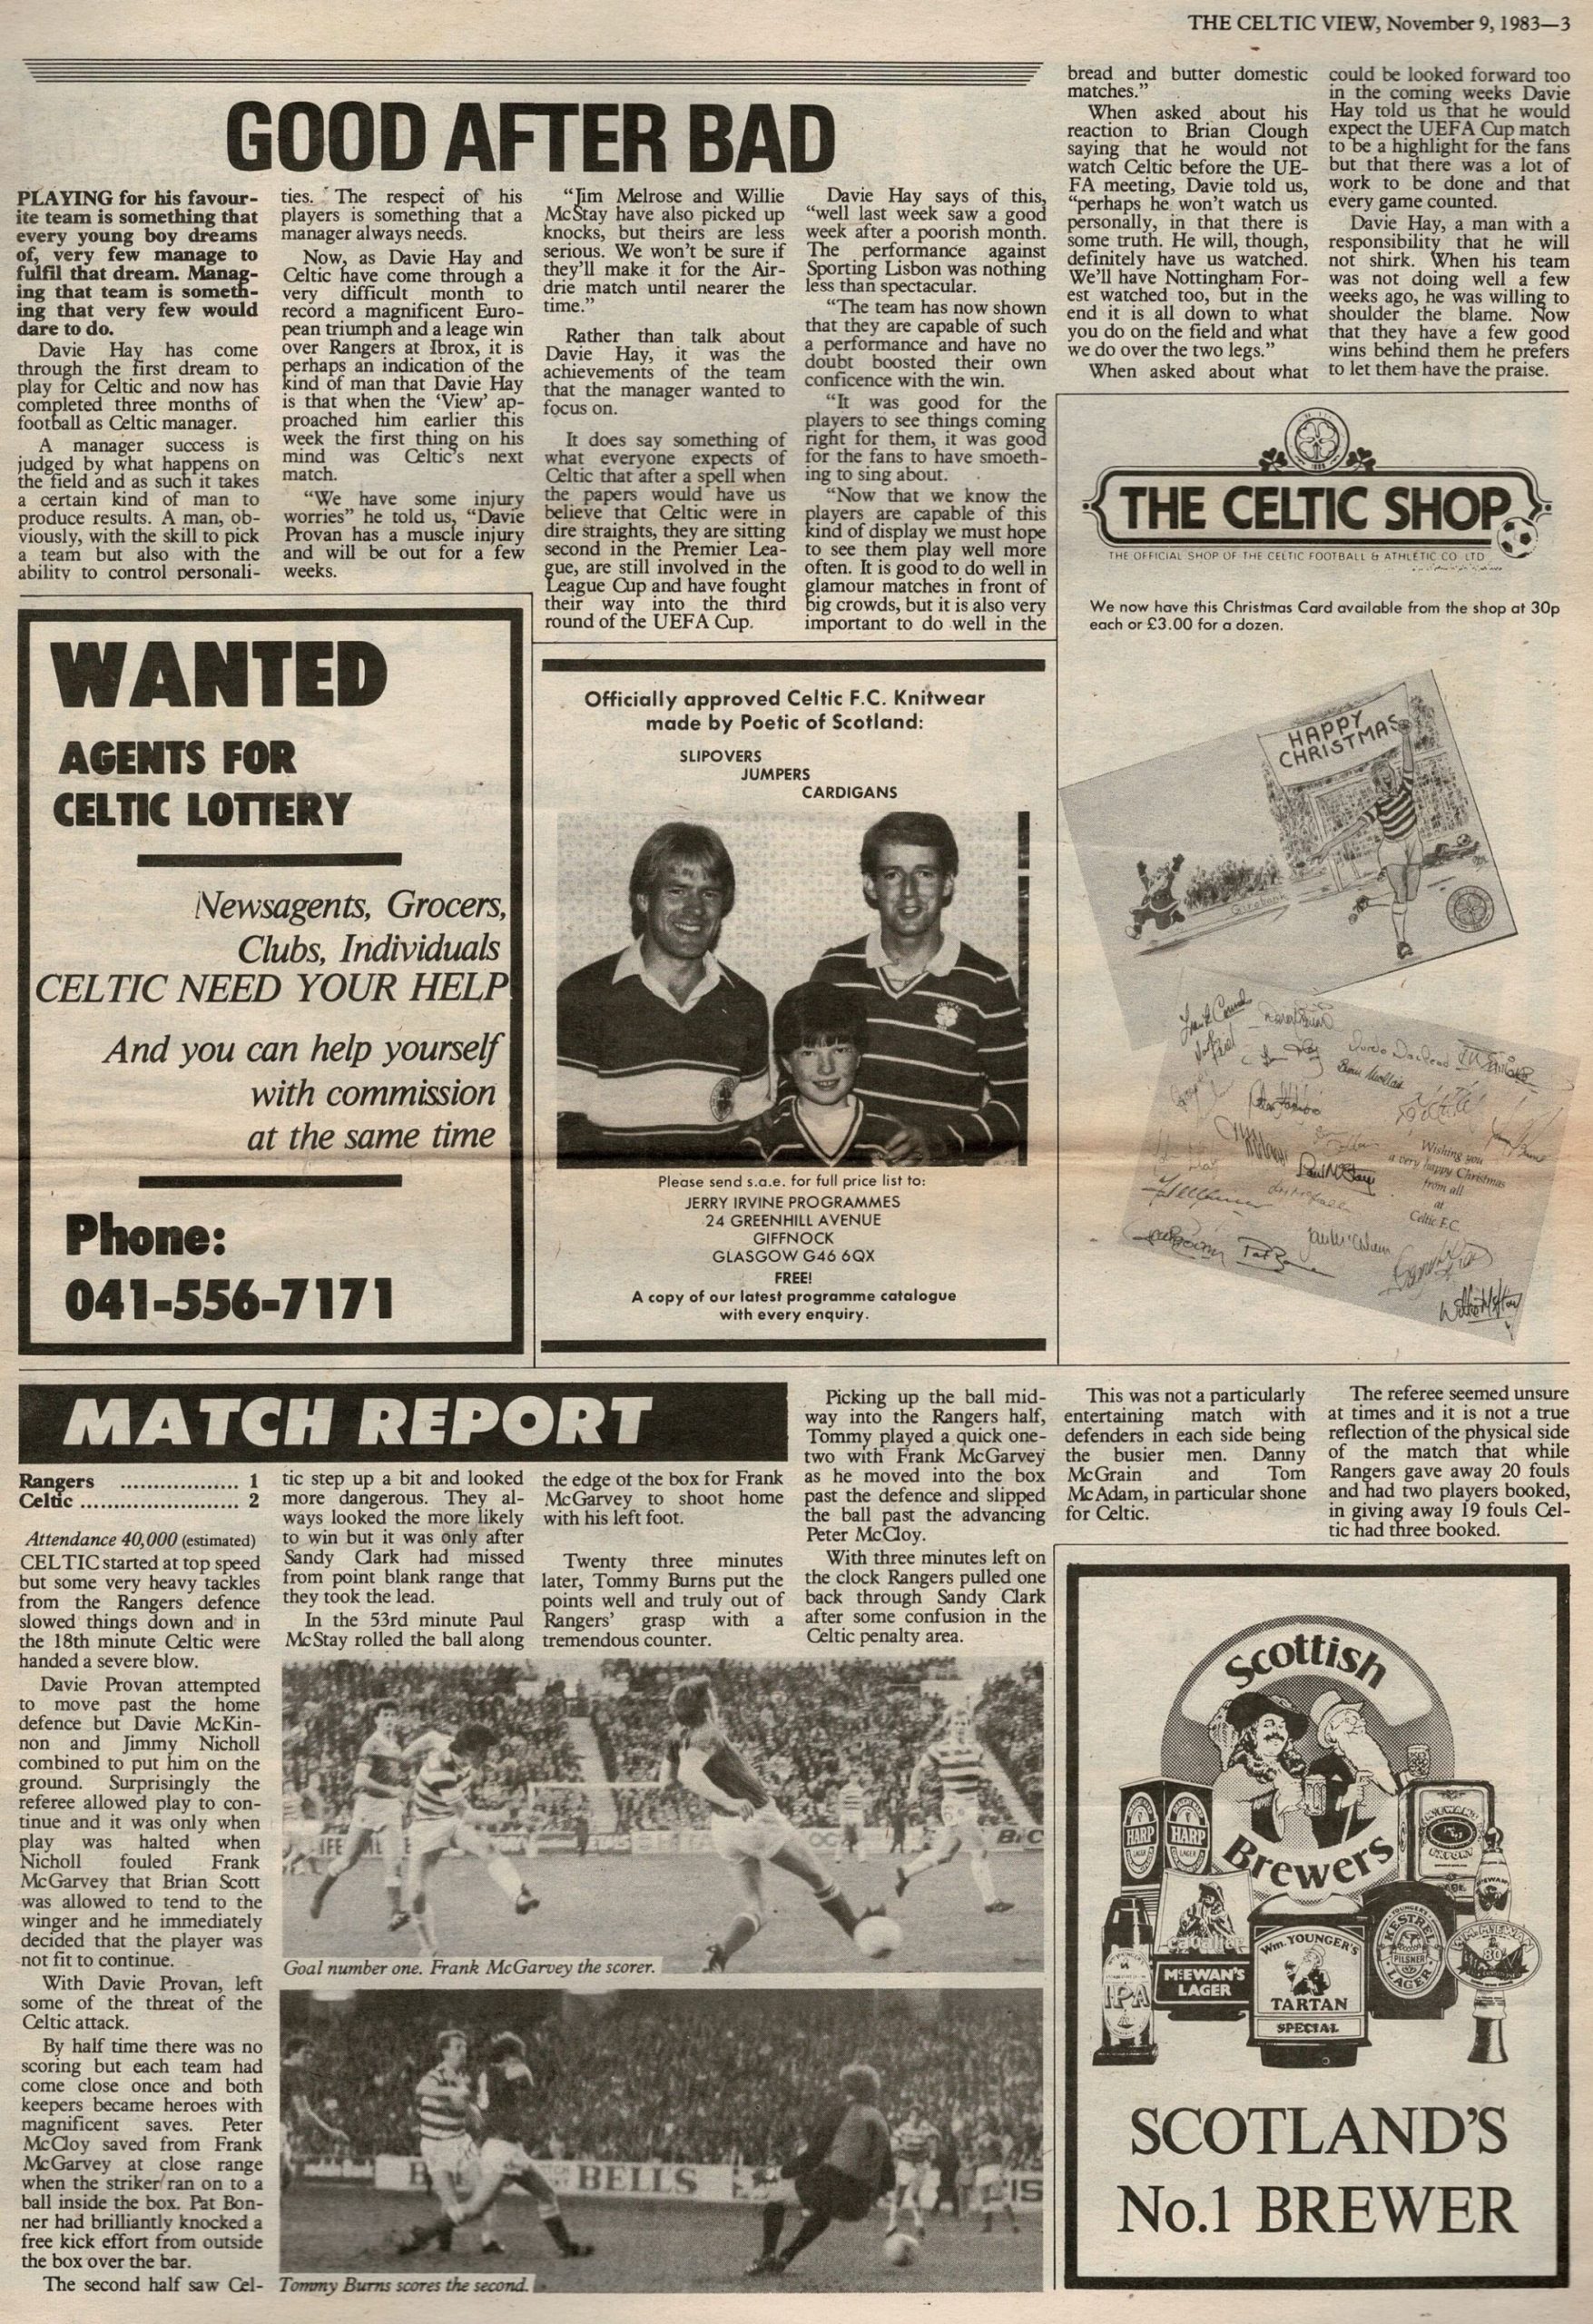 THE CELTIC VIEW, November 9, 1983—3
GOOD AFTER BAD
PLAYING for his favour-
ite team is something that
every young boy dreams
of, very few manage to
fulfil that dream. Manag-
ing that team is someth-
ing that very few would
dare to do.
Davie Hay has come
through the first dream to
play for Celtic and now has
completed three months of
football as Celtic manager.
A manager success is
judged by what happens on
the field and as such it takes
a certain kind of man to
produce results. A man, ob-
viously, with the skill to pick
a team but also with the
ability to control personali-
ties. The respect of his
players is something that a
manager always needs.
Now, as Davie Hay and
Celtic have come through a
very difficult month to
record a magnificent Euro-
pean triumph and a leage win
over Rangers at Ibrox, it is
perhaps an indication of the
kind of man that Davie Hay
is that when the ‘View’ ap-
proached him earlier this
week the first thing on his
mind was Celtic's next
match.
“We have some injury
worries” he told us, “Davie
Provan has a muscle injury
and will be out for a few
weeks.
“Jim Melrose and Willie
McStay have also picked up
knocks, but theirs are less
serious. We won't be sure if
they'll make it for the Air-
drie match until nearer the
time.”
Rather than talk about
Davie Hay, it was the
achievements of the team
that the manager wanted to
focus on.
It does say something of
what everyone expects of
Celtic that after a spell when
the papers would have us
believe that Celtic were in
dire straights, they are sitting
second in the Premier Lea-
gue, are still involved in the
League Cup and have fought
their way into the third
round of the UEFA Cup.
Davie Hay says of this,
“well last week saw a good
week after a poorish month.
The performance against
Sporting Lisbon was nothing
less than spectacular.
“The team has now shown
that they are capable of such
a performance and have no
doubt boosted their own
conficence with the win.
“It was good for the
players to see things coming
right for them, it was good
for the fans to have smoeth-
ing to sing about.
“Now that we know the
players are capable of this
kind of display we must hope
to see them play well more
often. It is good to do well in
glamour matches in front of
big crowds, but it is also very
important to do well in the
bread and butter domestic
matches.”
When asked about his
reaction to Brian Clough
saying that he would not
watch Celtic before the UE-
FA meeting, Davie told us,
“perhaps he won't watch us
personally, in that there is
some truth. He will, though,
definitely have us watched.
We'll have Nottingham For-
est watched too, but in the
end it is all down to what
you do on the field and what
we do over the two legs.”
When asked about what
could be looked forward too
in the coming weeks Davie
Hay told us that he would
expect the UEFA Cup match
to be a highlight for the fans
but that there was a lot of
work to be done and that
every game counted.
Davie Hay, a man with a
responsibility that he will
not shirk. When his team
was not doing well a few
weeks ago, he was willing to
shoulder the blame. Now
that they have a few good
wins behind them he prefers
to let them have the praise.
WANTED
AGENTS FOR
CELTIC LOTTERY
Newsagents, Grocers,
Clubs, Individuals
CELTIC NEED YOUR HELP
And you can help yourself
with commission
at the same time
Phone:
041-556-7171
Officially approved Celtic F.C. Knitwear
made by Poetic of Scotland:
SLIPOVERS
JUMPERS
CARDIGANS
Please send s.a.e. for full price list to:
JERRY IRVINE PROGRAMMES
24 GREENHILL AVENUE
GIFFNOCK
GLASGOW G46 6QX
FREE!
A copy of our latest programme catalogue
with every enquiry.
THE CELTIC SHOP
THE OFFICIAL SHOP OF THE CELTIC FOOTBALL & ATHLETIC CO LTD
We now have this Christmas Card available from the shop at 30p
each or £3.00 for a dozen.
HAPPY
CHRISTMAS
Wishing you
a very happy Christmas
from all
at
Celtic F.C.
MATCH REPORT
Rangers .................. 1
Celtic ........................ 2
Attendance 40,000 (estimated)
CELTIC started at top speed
but some very heavy tackles
from the Rangers defence
slowed things down and in
the 18th minute Celtic were
handed a severe blow.
Davie Provan attempted
to move past the home
defence but Davie McKin-
non and Jimmy Nicholl
combined to put him on the
ground. Surprisingly the
referee allowed play to con-
tinue and it was only when
play was halted when
Nicholl fouled Frank
McGarvey that Brian Scott
was allowed to tend to the
winger and he immediately
decided that the player was
not fit to continue.
With Davie Provan, left
some of the threat of the
Celtic attack.
By half time there was no
scoring but each team had
come close once and both
keepers became heroes with
magnificent saves. Peter
McCloy saved from Frank
McGarvey at close range
when the striker ran on to a
ball inside the box. Pat Bon-
ner had brilliantly knocked a
free kick effort from outside
the box over the bar.
The second half saw Cel-
tic step up a bit and looked
more dangerous. They al-
ways looked the more likely
to win but it was only after
Sandy Clark had missed
from point blank range that
they took the lead.
In the 53rd minute Paul
McStay rolled the ball along
the edge of the box for Frank
McGarvey to shoot home
with his left foot.
Twenty three minutes
later, Tommy Burns put the
points well and truly out of
Rangers' grasp with a
tremendous counter.
Picking up the ball mid-
way into the Rangers half,
Tommy played a quick one-
two with Frank McGarvey
as he moved into the box
past the defence and slipped
the ball past the advancing
Peter McCloy.
With three minutes left on
the clock Rangers pulled one
back through Sandy Clark
after some confusion in the
Celtic penalty area.
This was not a particularly
entertaining match with
defenders in each side being
the busier men. Danny
McGrain and Tom
McAdam, in particular shone
for Celtic.
The referee seemed unsure
at times and it is not a true
reflection of the physical side
of the match that while
Rangers gave away 20 fouls
and had two players booked,
in giving away 19 fouls Cel-
tic had three booked.
Goal number one. Frank McGarvey the scorer.
BELLS
Tommy Burns scores the second.
Scottish
Brewers
HARP
LAGER
HARP
LAGER
McEWAN'S
LAGER
IPA
Wm. YOUNGER'S
TARTAN
SPECIAL
KESTREL
PILSNER
LAGER
80
SCOTLAND'S
No.1 BREWER